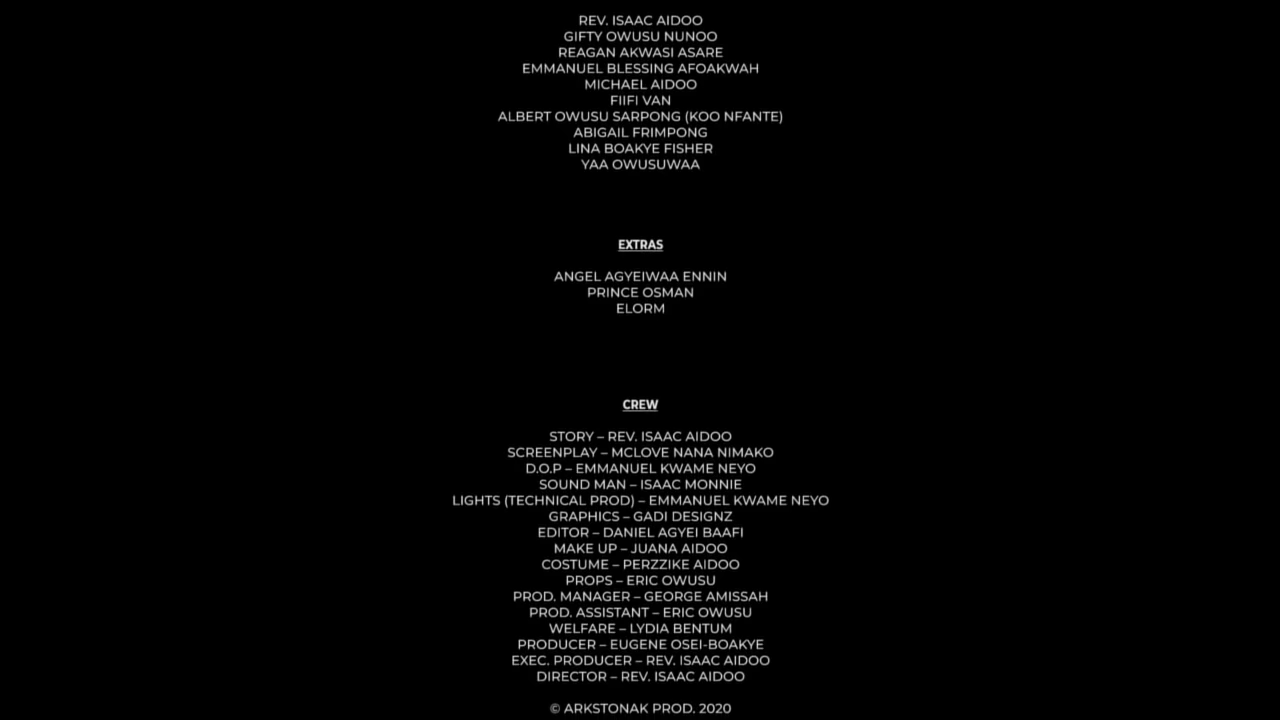 REV. ISAAC AIDOO
GIFTY OWUSU NUNOO
REAGAN AKWASI ASARE
EMMANUEL BLESSING AFOAKWAH
MICHAEL AIDOO
FIIFI VAN
ALBERT OWUSU SARPONG (KOO NFANTE)
ABIGAIL FRIMPONG
LINA BOAKYE FISHER
YAA OWUSUWAA
EXTRAS
ANGEL AGYEIWAA ENNIN
PRINCE OSMAN
ELORM
CREW
STORY – REV. ISAAC AIDOO
SCREENPLAY – MCLOVE NANA NIMAKO
D.O.P – EMMANUEL KWAME NEYO
SOUND MAN – ISAAC MONNIE
LIGHTS (TECHNICAL PROD) – EMMANUEL KWAME NEYO
GRAPHICS – GADI DESIGNZ
EDITOR – DANIEL AGYEI BAAFI
MAKE UP – JUANA AIDOO
COSTUME – PERZZIKE AIDOO
PROPS – ERIC OWUSU
PROD. MANAGER – GEORGE AMISSAH
PROD. ASSISTANT – ERIC OWUSU
WELFARE – LYDIA BENTUM
PRODUCER – EUGENE OSEI-BOAKYE
EXEC. PRODUCER – REV. ISAAC AIDOO
DIRECTOR – REV. ISAAC AIDOO
© ARKSTONAK PROD. 2020